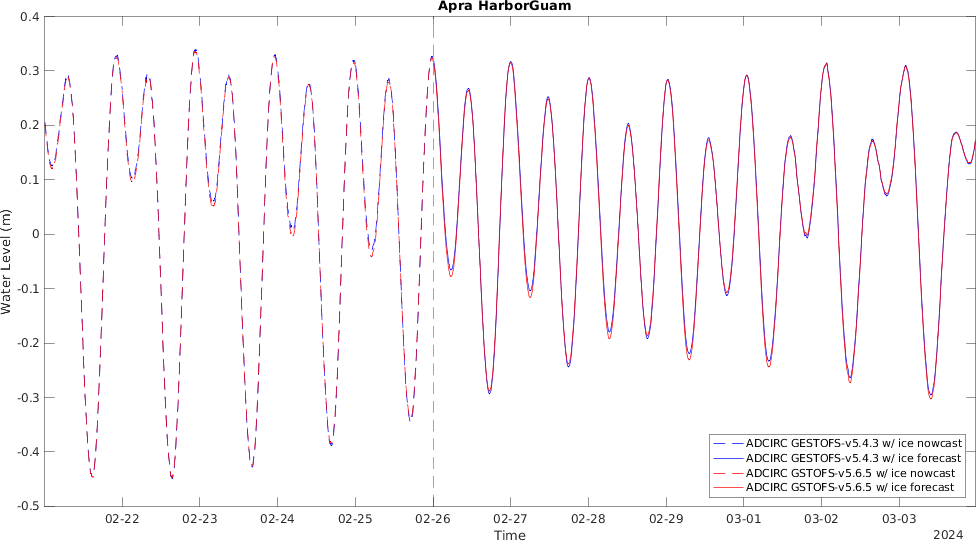 Apra HarborGuam
0.4
0.3
0.2
0.1
0
-0.1
-0.2
-0.3
-0.4
-0.5
Water Level (m)
ADCIRC GESTOFS-v5.4.3 w/ ice nowcast
ADCIRC GESTOFS-v5.4.3 w/ ice forecast
ADCIRC GSTOFS-v5.6.5 w/ ice nowcast
ADCIRC GSTOFS-v5.6.5 w/ ice forecast
02-22 02-23 02-24 02-25 02-26 02-27 02-28 02-29 03-01 03-02 03-03
Time
2024